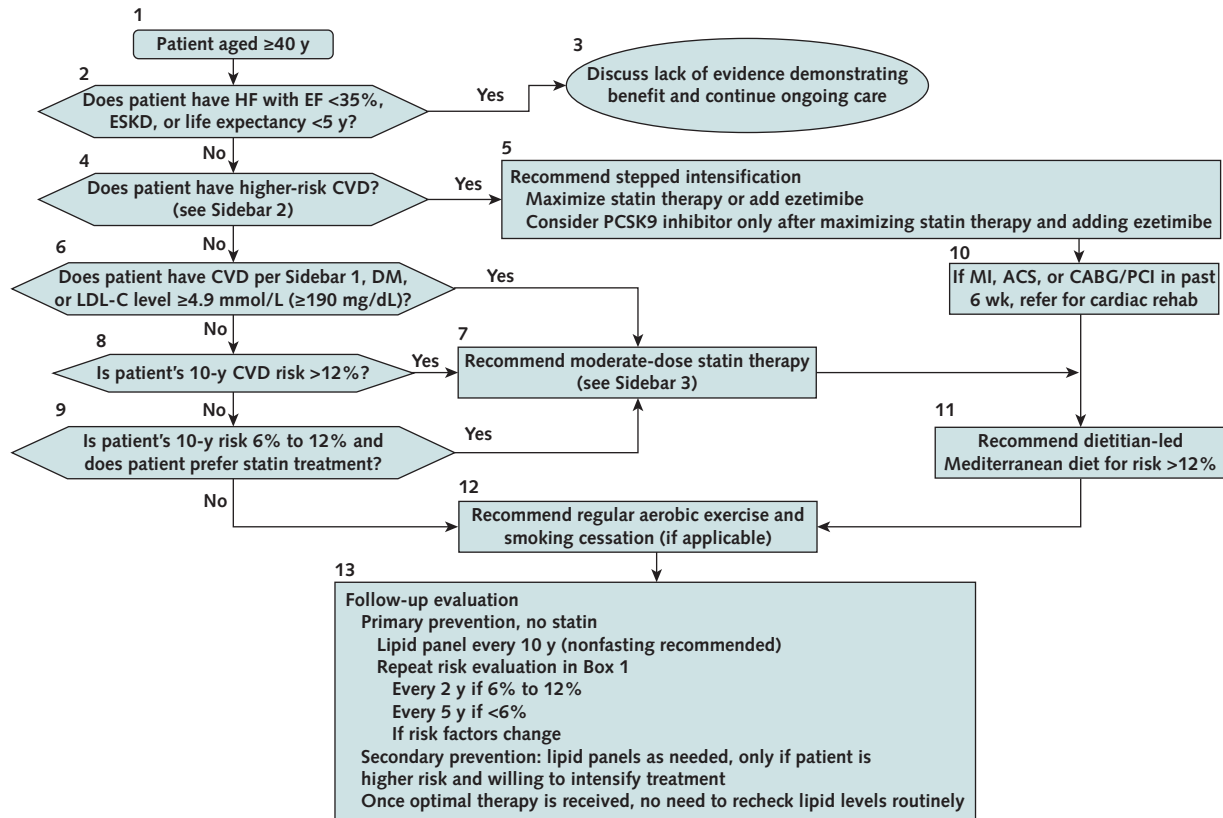 1
Patient aged ≥40 y
2
Does patient have HF with EF <35%,
ESKD, or life expectancy <5 y?
Yes
3
Discuss lack of evidence demonstrating
benefit and continue ongoing care
No
4
Does patient have higher-risk CVD?
(see Sidebar 2)
Yes
5
Recommend stepped intensification
Maximize statin therapy or add ezetimibe
Consider PCSK9 inhibitor only after maximizing statin therapy and adding ezetimibe
No
6
Does patient have CVD per Sidebar 1, DM,
or LDL-C level ≥4.9 mmol/L (≥190 mg/dL)?
Yes
10
If MI, ACS, or CABG/PCI in past
6 wk, refer for cardiac rehab
No
8
Is patient's 10-y CVD risk >12%?
Yes
7
Recommend moderate-dose statin therapy
(see Sidebar 3)
No
9
Is patient's 10-y risk 6% to 12% and
does patient prefer statin treatment?
Yes
11
Recommend dietitian-led
Mediterranean diet for risk >12%
No
12
Recommend regular aerobic exercise and
smoking cessation (if applicable)
13
Follow-up evaluation
Primary prevention, no statin
Lipid panel every 10 y (nonfasting recommended)
Repeat risk evaluation in Box 1
Every 2 y if 6% to 12%
Every 5 y if <6%
If risk factors change
Secondary prevention: lipid panels as needed, only if patient is
higher risk and willing to intensify treatment
Once optimal therapy is received, no need to recheck lipid levels routinely